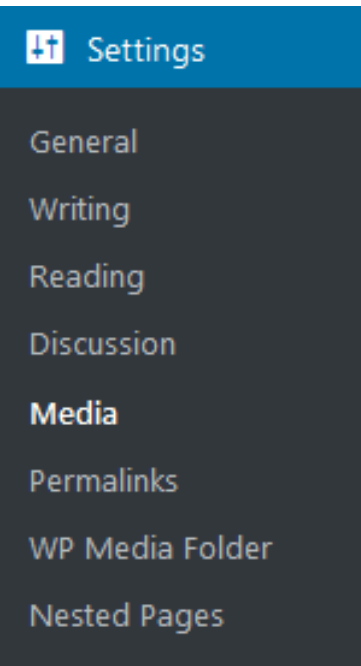 Settings
General
Writing
Reading
Discussion
Media
Permalinks
WP Media Folder
Nested Pages